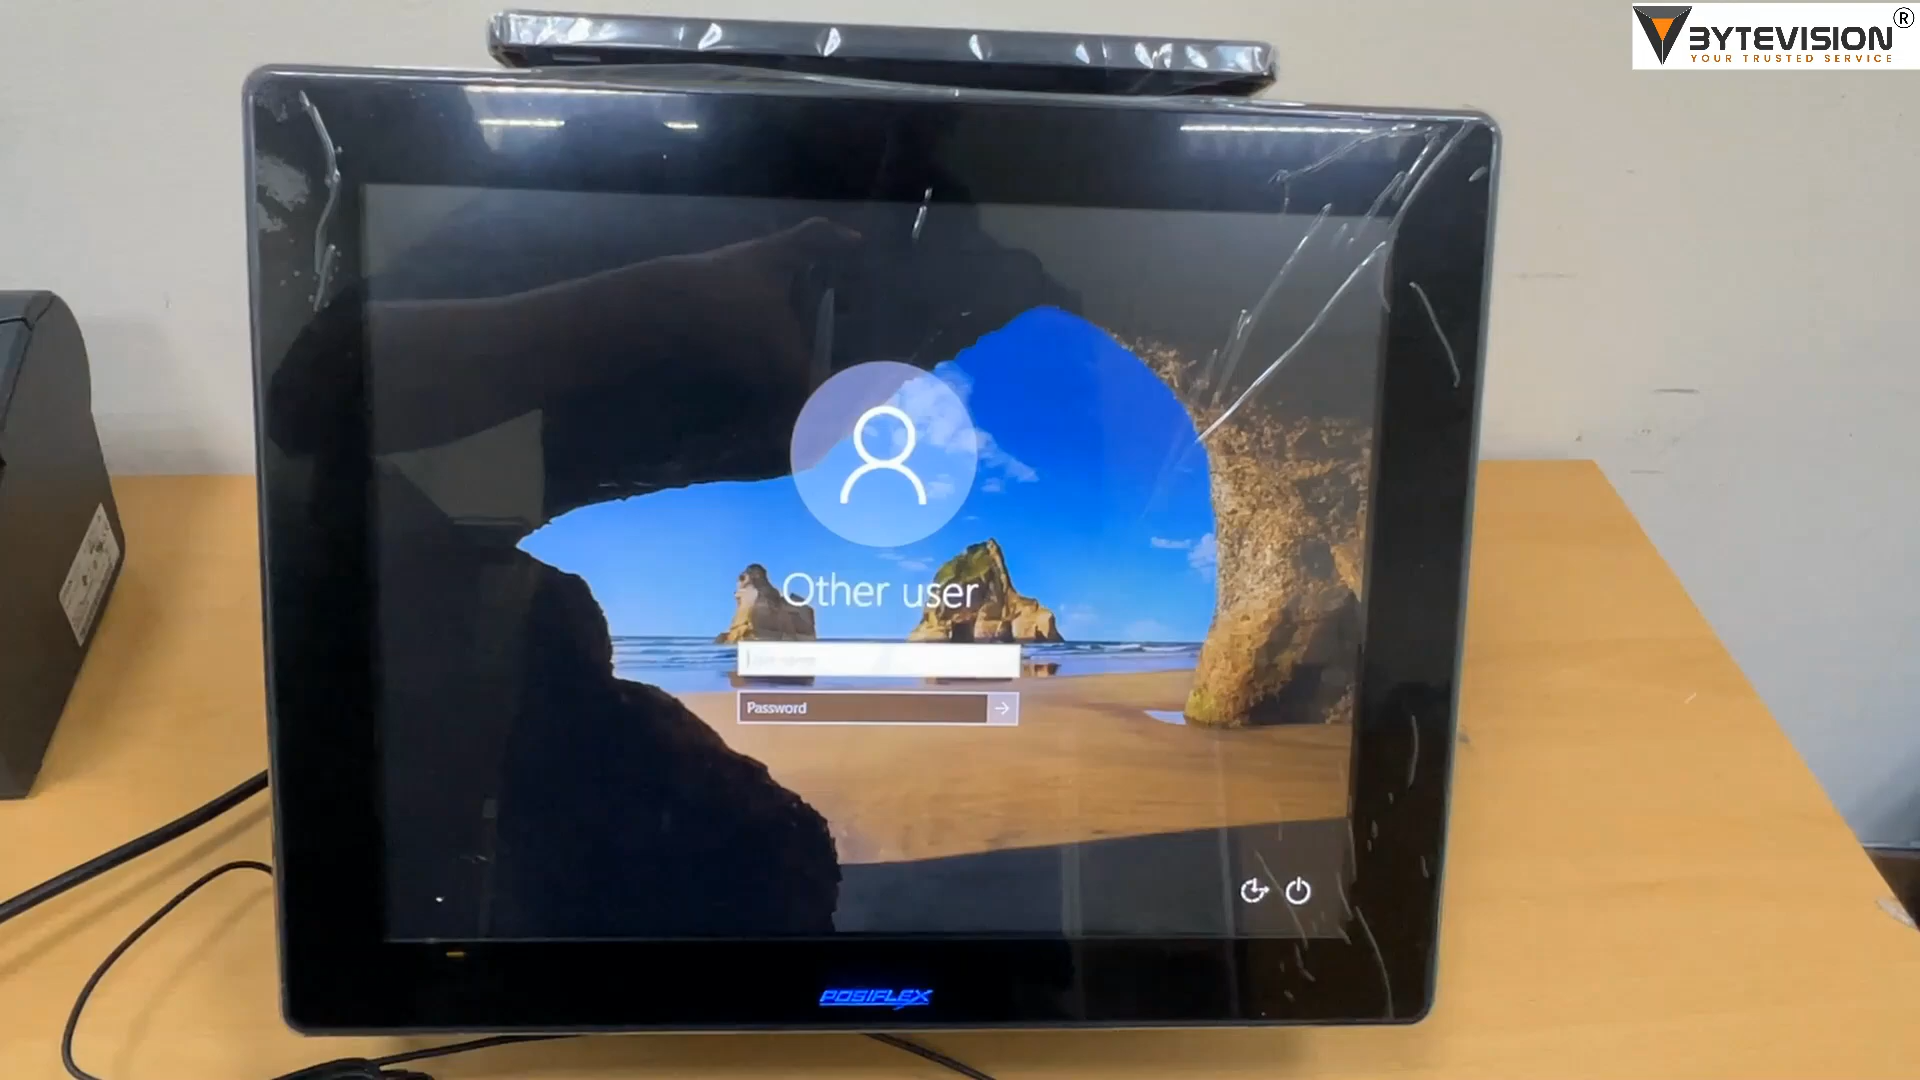 BYTEVISION®
YOUR TRUSTED SERVICE
Other user
Password
POSIFLEX